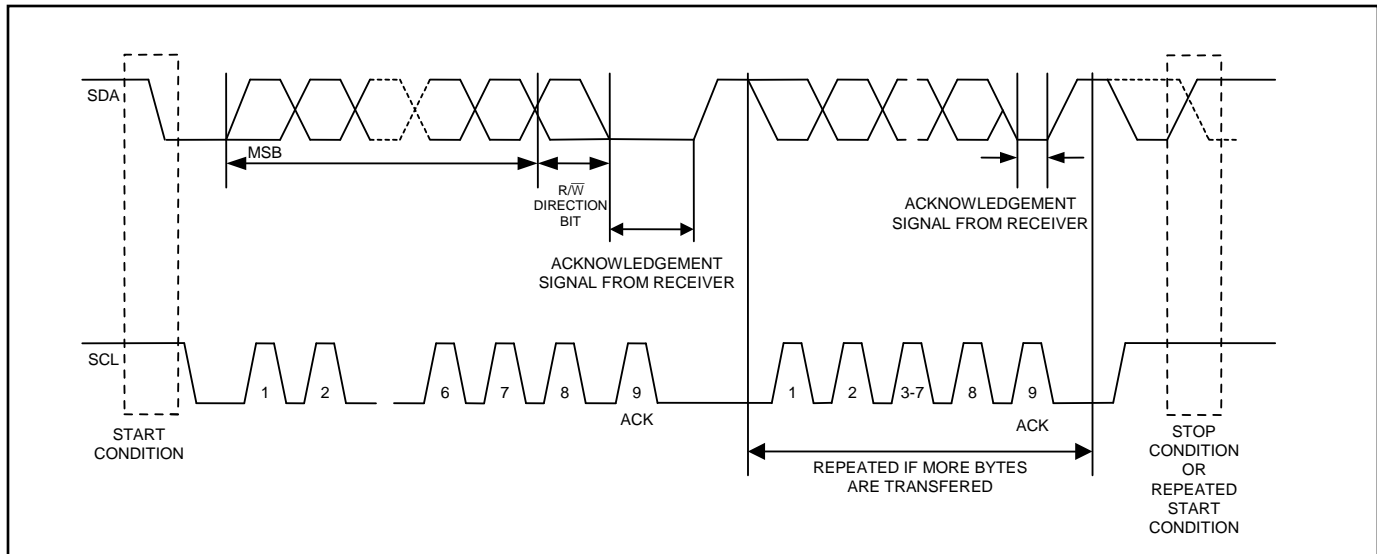 SDA
MSB
R/W̅
DIRECTION
BIT
ACKNOWLEDGEMENT
SIGNAL FROM RECEIVER
ACKNOWLEDGEMENT
SIGNAL FROM RECEIVER
SCL
1
2
6
7
8
9
ACK
1
2
3-7
8
9
ACK
START
CONDITION
REPEATED IF MORE BYTES
ARE TRANSFERED
STOP
CONDITION
OR
REPEATED
START
CONDITION